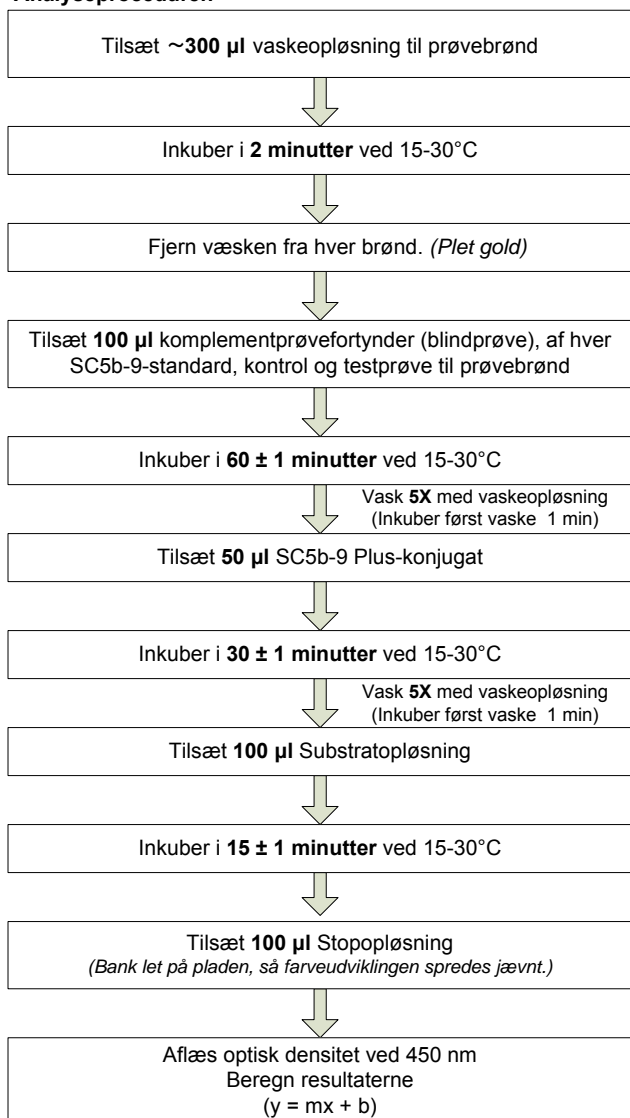 Analyseproceduren
Tilsæt ~300 µl vaskeopløsning til prøvebrønd
Inkuber i 2 minutter ved 15-30°C
Fjern væsken fra hver brønd. (Plet gold)
Tilsæt 100 µl komplementprøvefortynder (blindprøve), af hver
SC5b-9-standard, kontrol og testprøve til prøvebrønd
Inkuber i 60 ± 1 minutter ved 15-30°C
Vask 5X med vaskeopløsning
(Inkuber først vaske 1 min)
Tilsæt 50 µl SC5b-9 Plus-konjugat
Inkuber i 30 ± 1 minutter ved 15-30°C
Vask 5X med vaskeopløsning
(Inkuber først vaske 1 min)
Tilsæt 100 µl Substratopløsning
Inkuber i 15 ± 1 minutter ved 15-30°C
Tilsæt 100 µl Stopopløsning
(Bank let på pladen, så farveudviklingen spredes jævnt.)
Aflæs optisk densitet ved 450 nm
Beregn resultaterne
(y = mx + b)